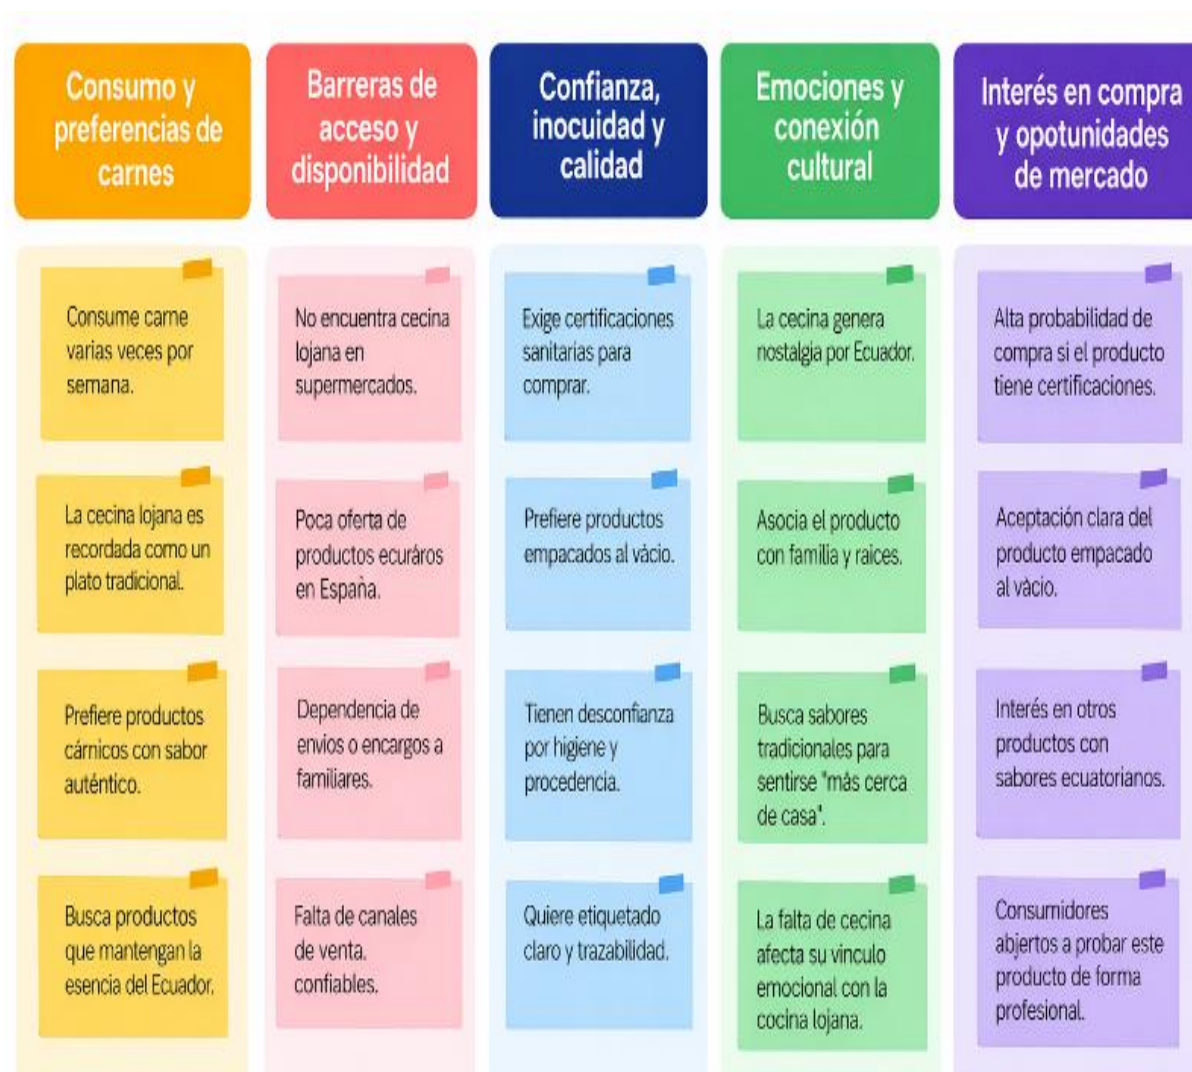 Consumo y
preferencias de
carnes
Barreras de
acceso y
disponibilidad
Confianza,
inocuidad y
calidad
Emociones y
conexión
cultural
Interés en compra
y opotunidades
de mercado
Consume carne
varias veces por
semana.
La cecina lojana es
recordada como un
plato tradicional.
Prefiere productos
cárnicos con sabor
auténtico.
Busca productos
que mantengan la
esencia del Ecuador.
No encuentra cecina
lojana en
supermercados.
Poca oferta de
productos ecuráros
en España.
Dependencia de
envios o encargos a
familiares.
Falta de canales
de venta.
confiables.
Exige certificaciones
sanitarias para
comprar.
Prefiere productos
empacados al vàcio.
Tienen desconfianza
por higiene y
procedencia.
Quiere etiquetado
claro y trazabilidad.
La cecina genera
nostalgia por Ecuador.
Asocia el producto
con familia y raices.
Busca sabores
tradicionales para
sentirse "más cerca
de casa".
La falta de cecina
afecta su vinculo
emocional con la
cocina lojana.
Alta probabilidad de
compra si el producto
tiene certificaciones.
Aceptación clara del
producto empacado
al vàcio.
Interés en otros
productos con
sabores ecuatorianos.
Consumidores
abjertos a probar este
producto de forma
profesional.